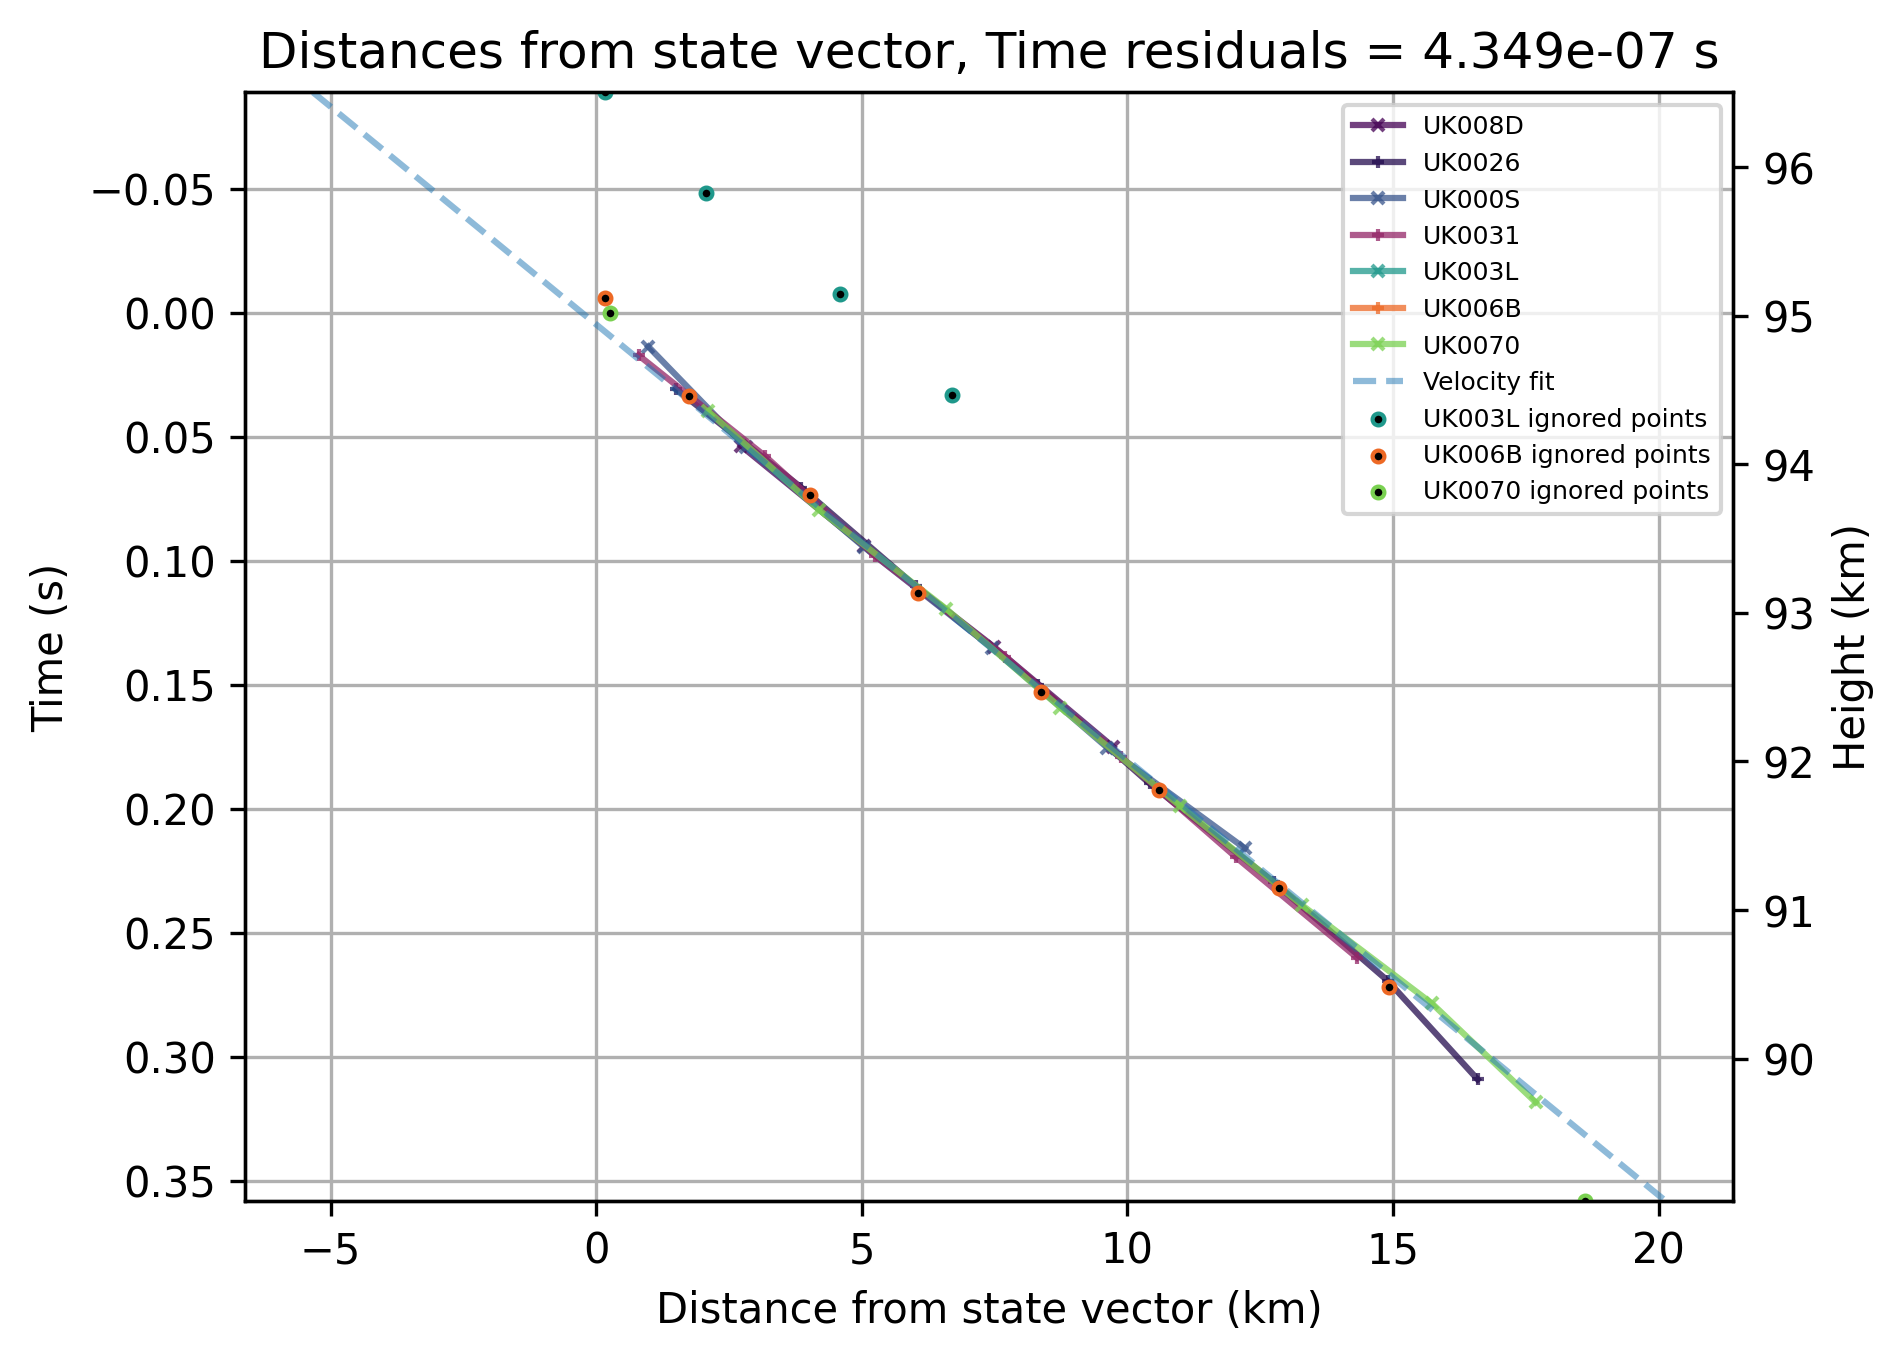 Distances from state vector, Time residuals = 4.349e-07 s
UK008D
UK0026
UK000S
UK0031
UK003L
UK006B
UK0070
Velocity fit
UK003L ignored points
UK006B ignored points
UK0070 ignored points
Time (s)
−0.05
0.00
0.05
0.10
0.15
0.20
0.25
0.30
0.35
96
95
94
93
92
91
90
Height (km)
−5
0
5
10
15
20
Distance from state vector (km)